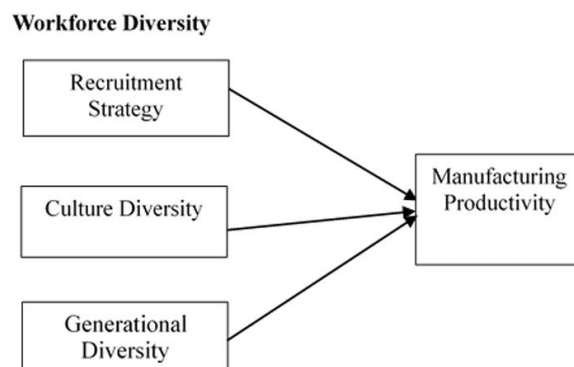 Workforce Diversity
Recruitment
Strategy
Culture Diversity
Generational
Diversity
Manufacturing
Productivity